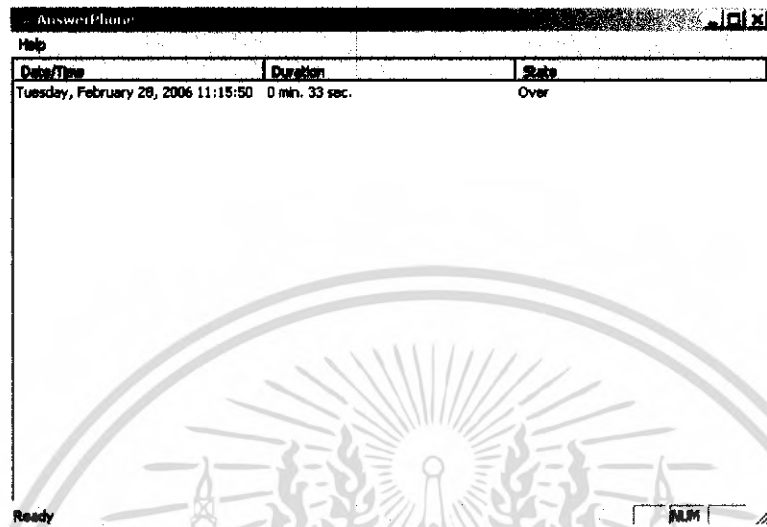 AnswerPhone
Help
Date/Time Duration State
Tuesday, February 28, 2006 11:15:50 0 min. 33 sec. Over
Ready NUM